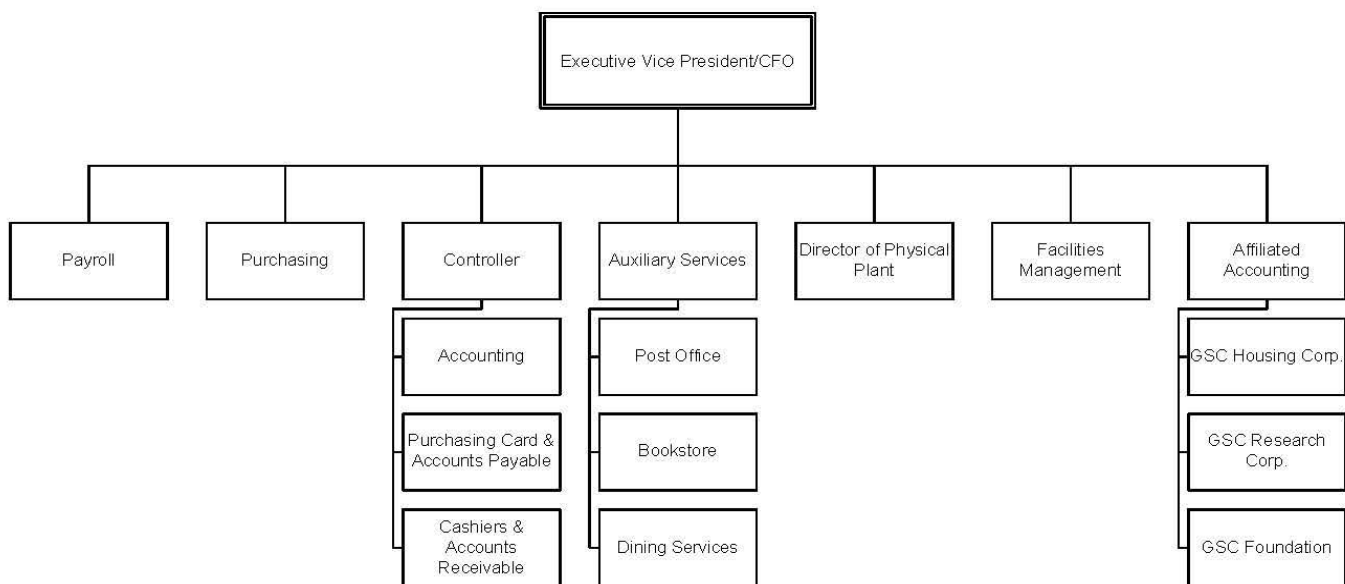 Executive Vice President/CFO
Payroll
Purchasing
Controller
Auxiliary Services
Director of Physical
Plant
Facilities
Management
Affiliated
Accounting
Accounting
Post Office
GSC Housing Corp.
Purchasing Card &
Accounts Payable
Bookstore
GSC Research
Corp.
Cashiers &
Accounts
Receivable
Dining Services
GSC Foundation